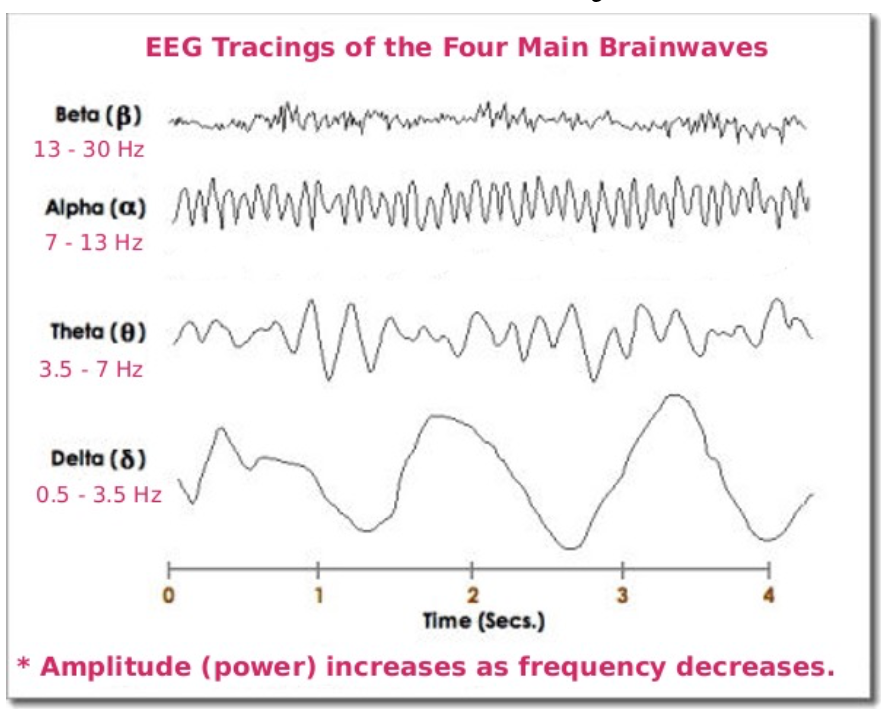 EEG Tracings of the Four Main Brainwaves
Beta (β)
13 - 30 Hz
Alpha (α)
7 - 13 Hz
Theta (θ)
3.5 - 7 Hz
Delta (δ)
0.5 - 3.5 Hz
0 1 2 3 4
Time (Secs.)
* Amplitude (power) increases as frequency decreases.